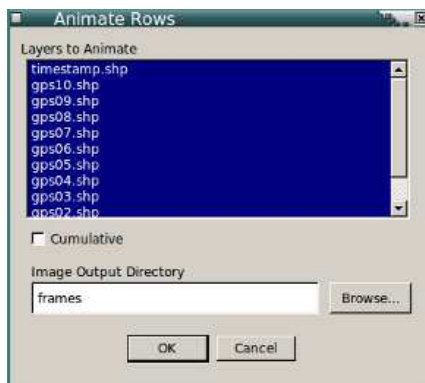 Animate Rows
Layers to Animate
timestamp.shp
gps10.shp
gps09.shp
gps08.shp
gps07.shp
gps06.shp
gps05.shp
gps04.shp
gps03.shp
gps02.shp
Cumulative
Image Output Directory
frames
Browse...
OK
Cancel